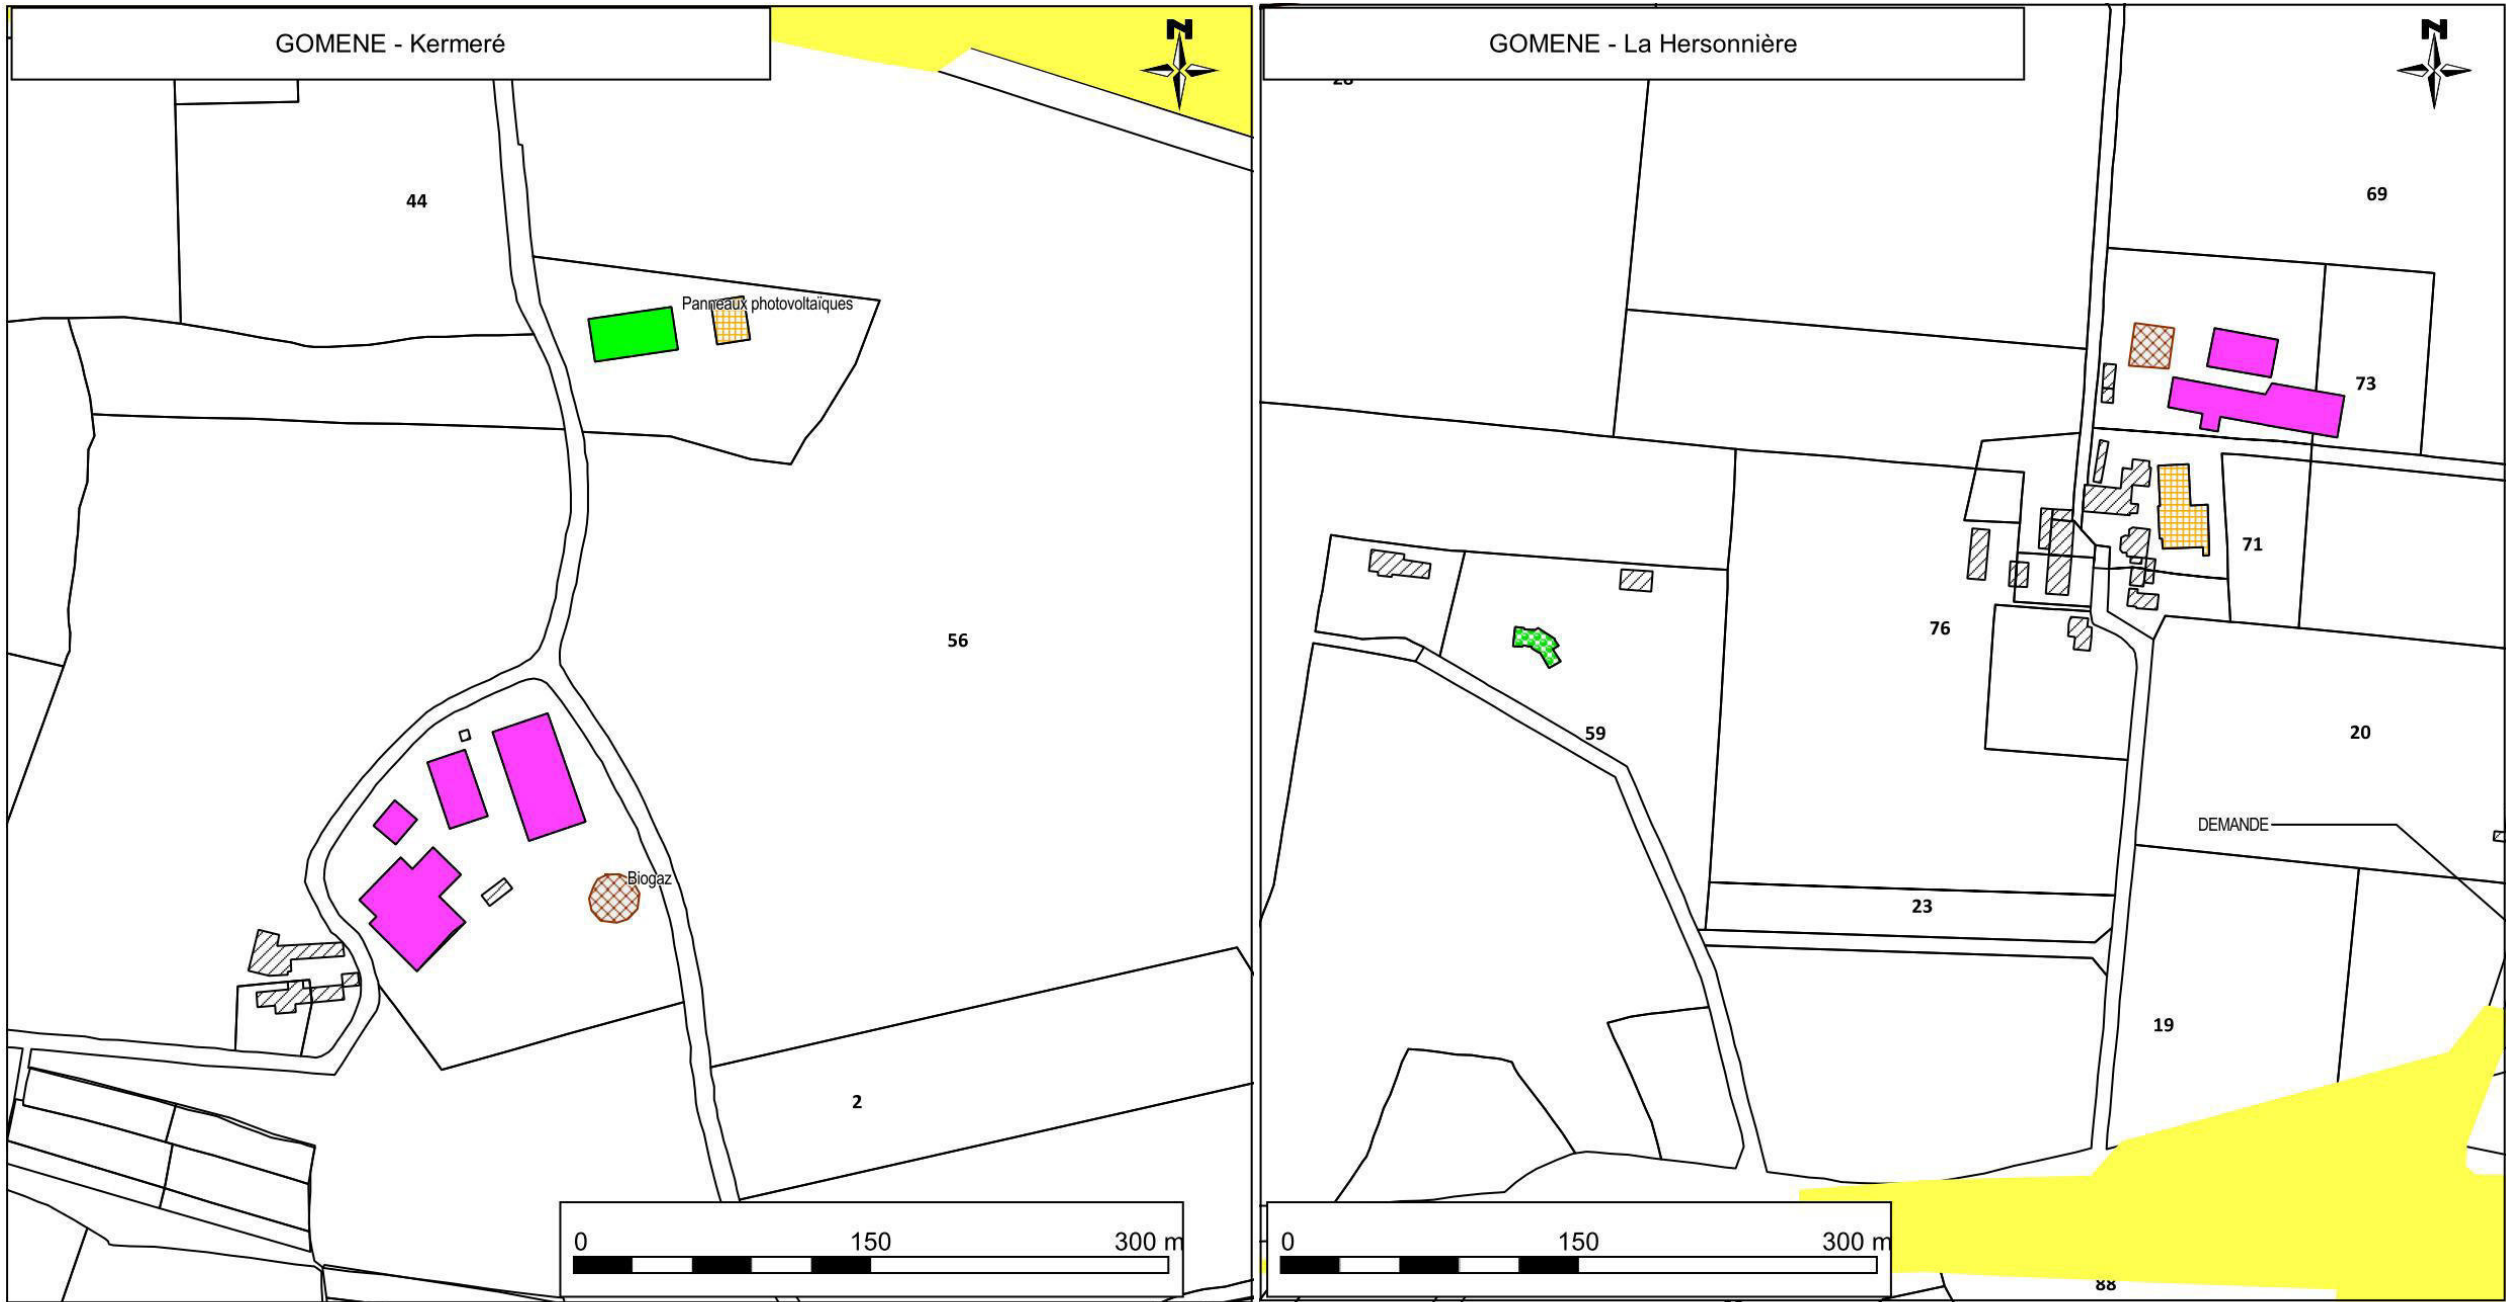 GOMENE - Kermeré
N
44
Panneaux photovoltaïques
56
Biogaz
2
0 150 300 m
GOMENE - La Hersonnière
N
69
73
71
76
59
20
DEMANDE
23
19
0 150 300 m
88